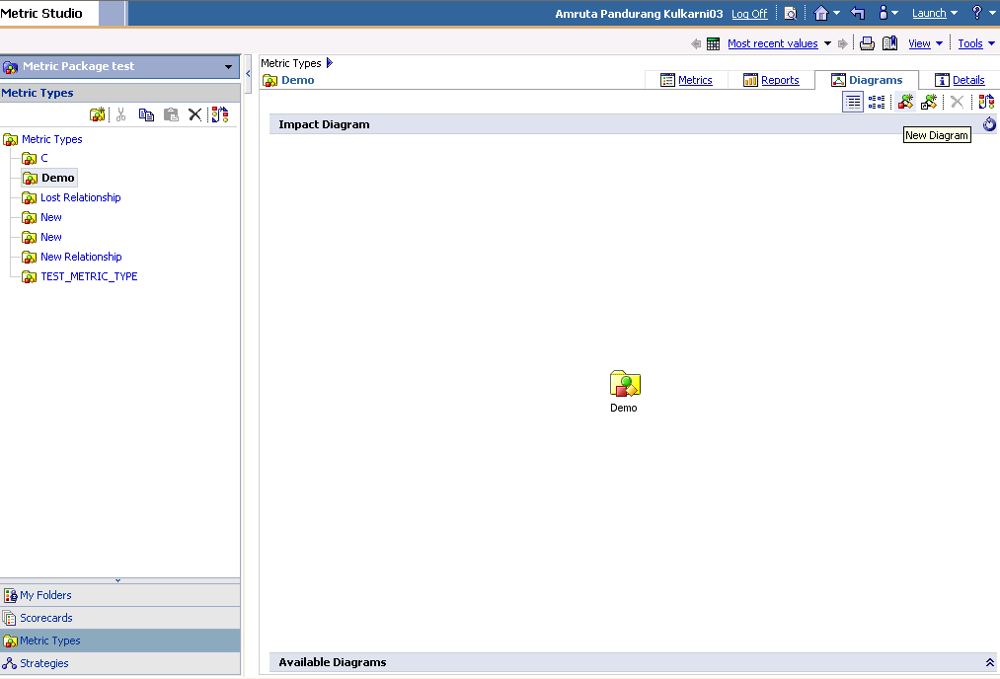 Metric Studio
Amruta Pandurang Kulkarni03 Log Off Launch ?
Most recent values View Tools
Metric Package test
Metric Types
Metric Types
C
Demo
Lost Relationship
New
New
New Relationship
TEST_METRIC_TYPE
My Folders
Scorecards
Metric Types
Strategies
Metric Types
Demo
Metrics Reports Diagrams Details
Impact Diagram
New Diagram
Demo
Available Diagrams